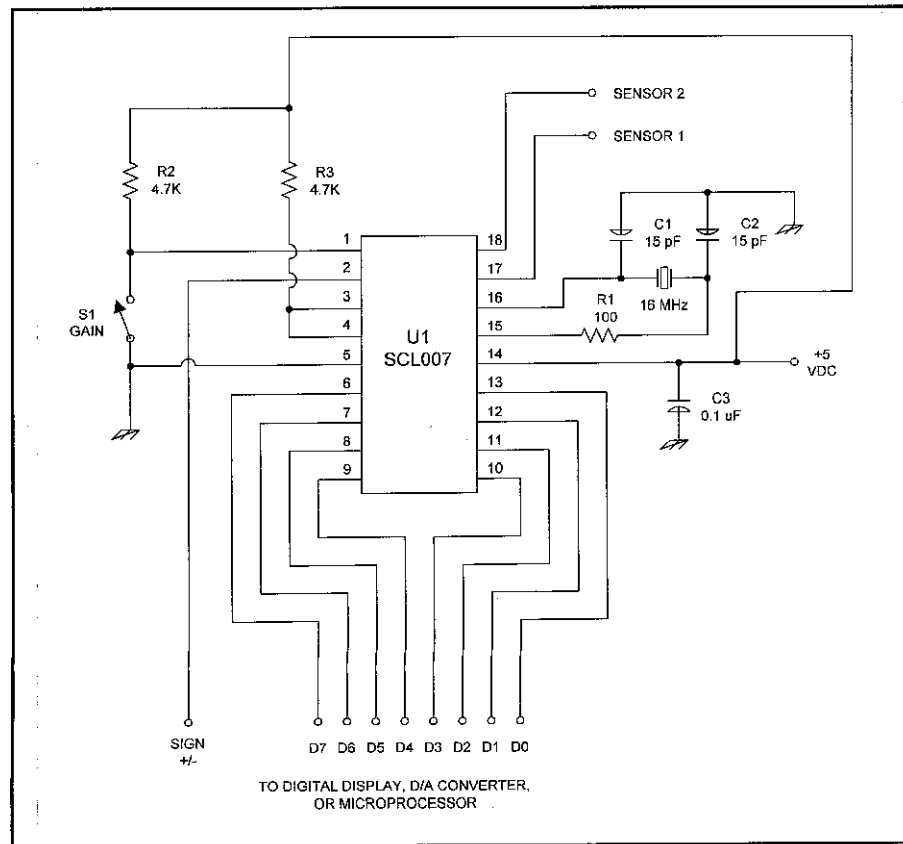 SENSOR 2
SENSOR 1
R2
4.7K
R3
4.7K
C1
15 pF
C2
15 pF
1
2
3
4
5
6
7
8
9
18
17
16
15
14
13
12
11
10
U1
SCL007
R1
100
16 MHz
S1
GAIN
+5
VDC
C3
0.1 uF
SIGN
+/-
D7 D6 D5 D4 D3 D2 D1 D0
TO DIGITAL DISPLAY, D/A CONVERTER,
OR MICROPROCESSOR